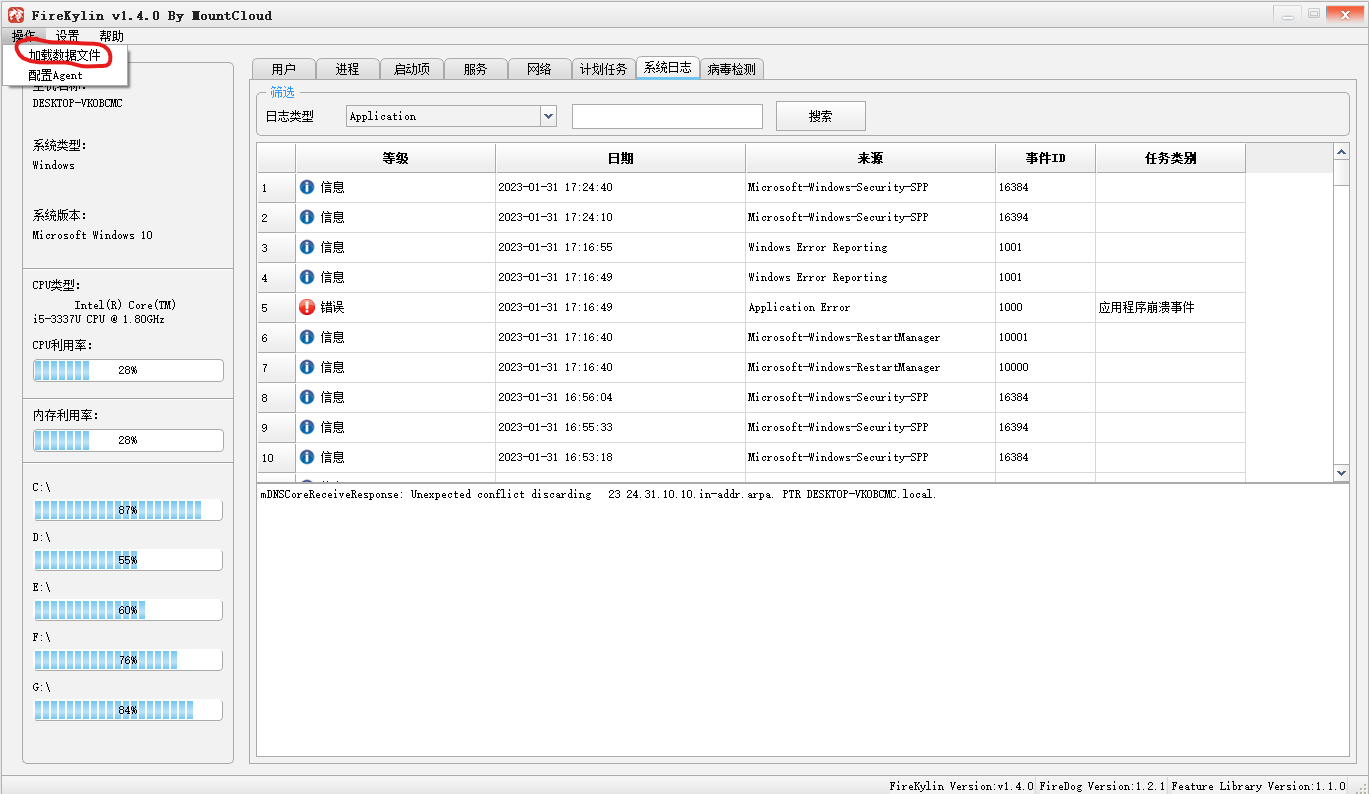 FireKylin v1.4.0 By MountCloud
操作 设置 帮助
加载数据文件
配置Agent
主机名称:
DESKTOP-VKOBCMC
系统类型:
Windows
系统版本:
Microsoft Windows 10
CPU类型:
Intel(R) Core(TM)
i5-3337U CPU @ 1.80GHz
CPU利用率:
28%
内存利用率:
28%
C:\
87%
D:\
55%
E:\
60%
F:\
76%
G:\
84%
用户 进程 启动项 服务 网络 计划任务 系统日志 病毒检测
筛选
日志类型 Application 搜索
等级 日期 来源 事件ID 任务类别
1 信息 2023-01-31 17:24:40 Microsoft-Windows-Security-SPP 16384
2 信息 2023-01-31 17:24:10 Microsoft-Windows-Security-SPP 16394
3 信息 2023-01-31 17:16:55 Windows Error Reporting 1001
4 信息 2023-01-31 17:16:49 Windows Error Reporting 1001
5 错误 2023-01-31 17:16:49 Application Error 1000 应用程序崩溃事件
6 信息 2023-01-31 17:16:40 Microsoft-Windows-RestartManager 10001
7 信息 2023-01-31 17:16:40 Microsoft-Windows-RestartManager 10000
8 信息 2023-01-31 16:56:04 Microsoft-Windows-Security-SPP 16384
9 信息 2023-01-31 16:55:33 Microsoft-Windows-Security-SPP 16394
10 信息 2023-01-31 16:53:18 Microsoft-Windows-Security-SPP 16384
mDNSCoreReceiveResponse: Unexpected conflict discarding 23 24.31.10.10.in-addr.arpa. PTR DESKTOP-VKOBCMC.local.
FireKylin Version:v1.4.0 FireDog Version:1.2.1 Feature Library Version:1.1.0